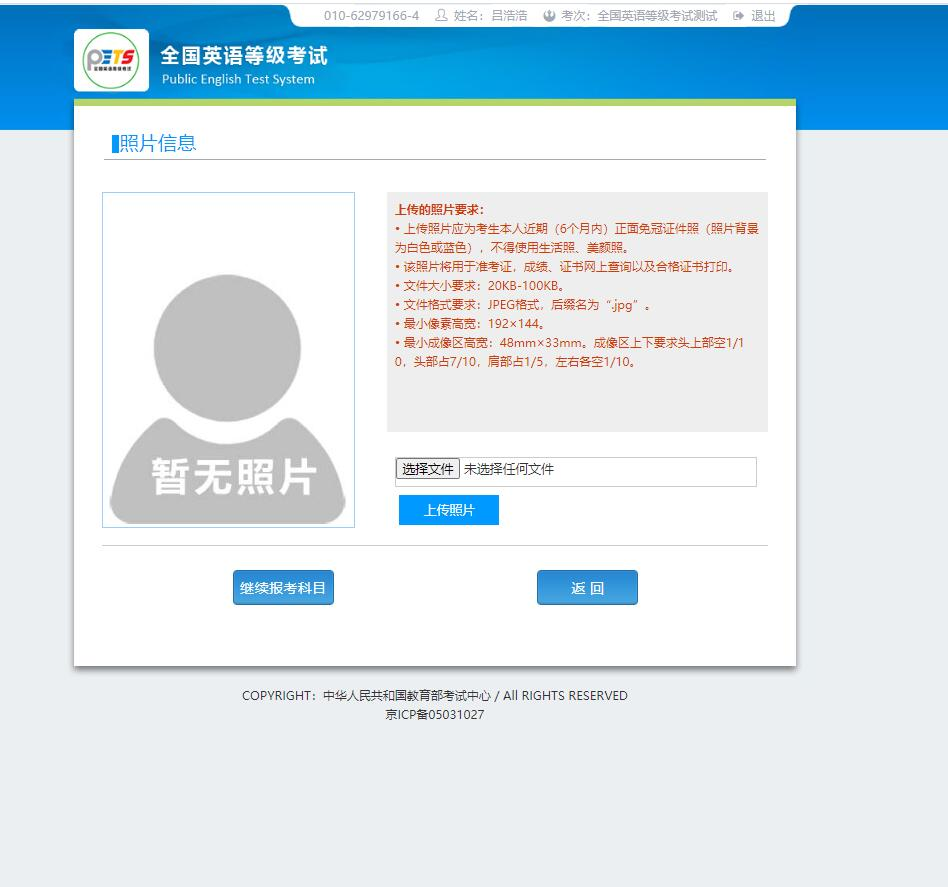 010-62979166-4 姓名：吕浩浩 考次：全国英语等级考试测试 退出
PETS
全国英语等级考试
全国英语等级考试
Public English Test System
照片信息
上传的照片要求：
• 上传照片应为考生本人近期（6个月内）正面免冠证件照（照片背景
为白色或蓝色），不得使用生活照、美颜照。
• 该照片将用于准考证，成绩、证书网上查询以及合格证书打印。
• 文件大小要求：20KB-100KB。
• 文件格式要求：JPEG格式，后缀名为“.jpg”。
• 最小像素高宽：192×144。
• 最小成像区高宽：48mm×33mm。成像区上下要求头上部空1/1
0，头部占7/10，肩部占1/5，左右各空1/10。
暂无照片
选择文件 未选择任何文件
上传照片
继续报考科目 返 回
COPYRIGHT：中华人民共和国教育部考试中心 / All RIGHTS RESERVED
京ICP备05031027